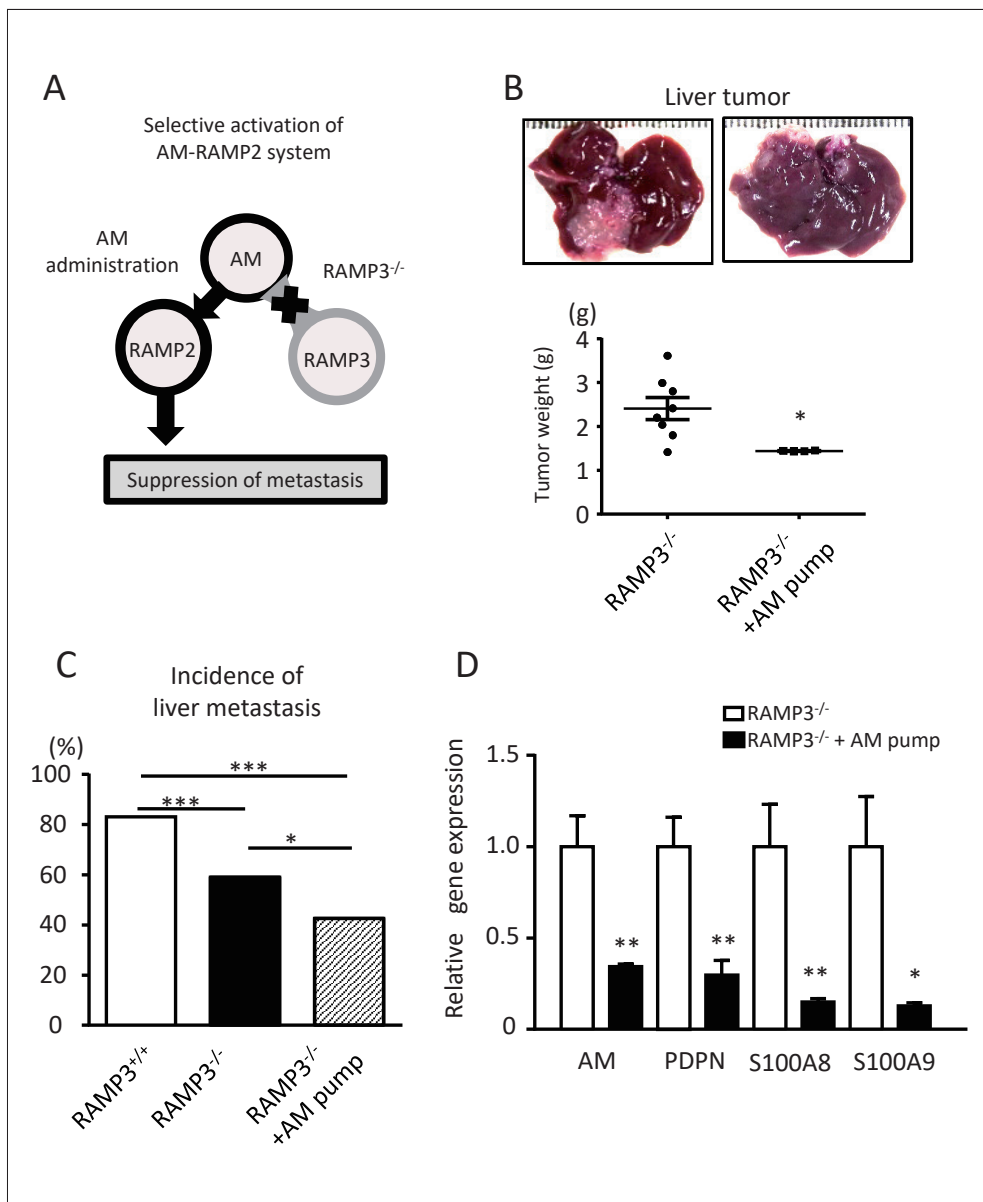 A
Selective activation of
AM-RAMP2 system
AM
administration
AM
RAMP3-/-
RAMP2
RAMP3
Suppression of metastasis
B
Liver tumor
(g)
Tumor weight (g)
4
3
2
1
0
*
RAMP3-/-
RAMP3-/-
+AM pump
C
Incidence of
liver metastasis
(%)
100
80
60
40
20
0
***
***
*
RAMP3+/+
RAMP3-/-
RAMP3-/-
+AM pump
D
RAMP3-/-
RAMP3-/- + AM pump
Relative gene expression
1.5
1.0
0.5
0
**
**
**
*
AM
PDPN
S100A8
S100A9